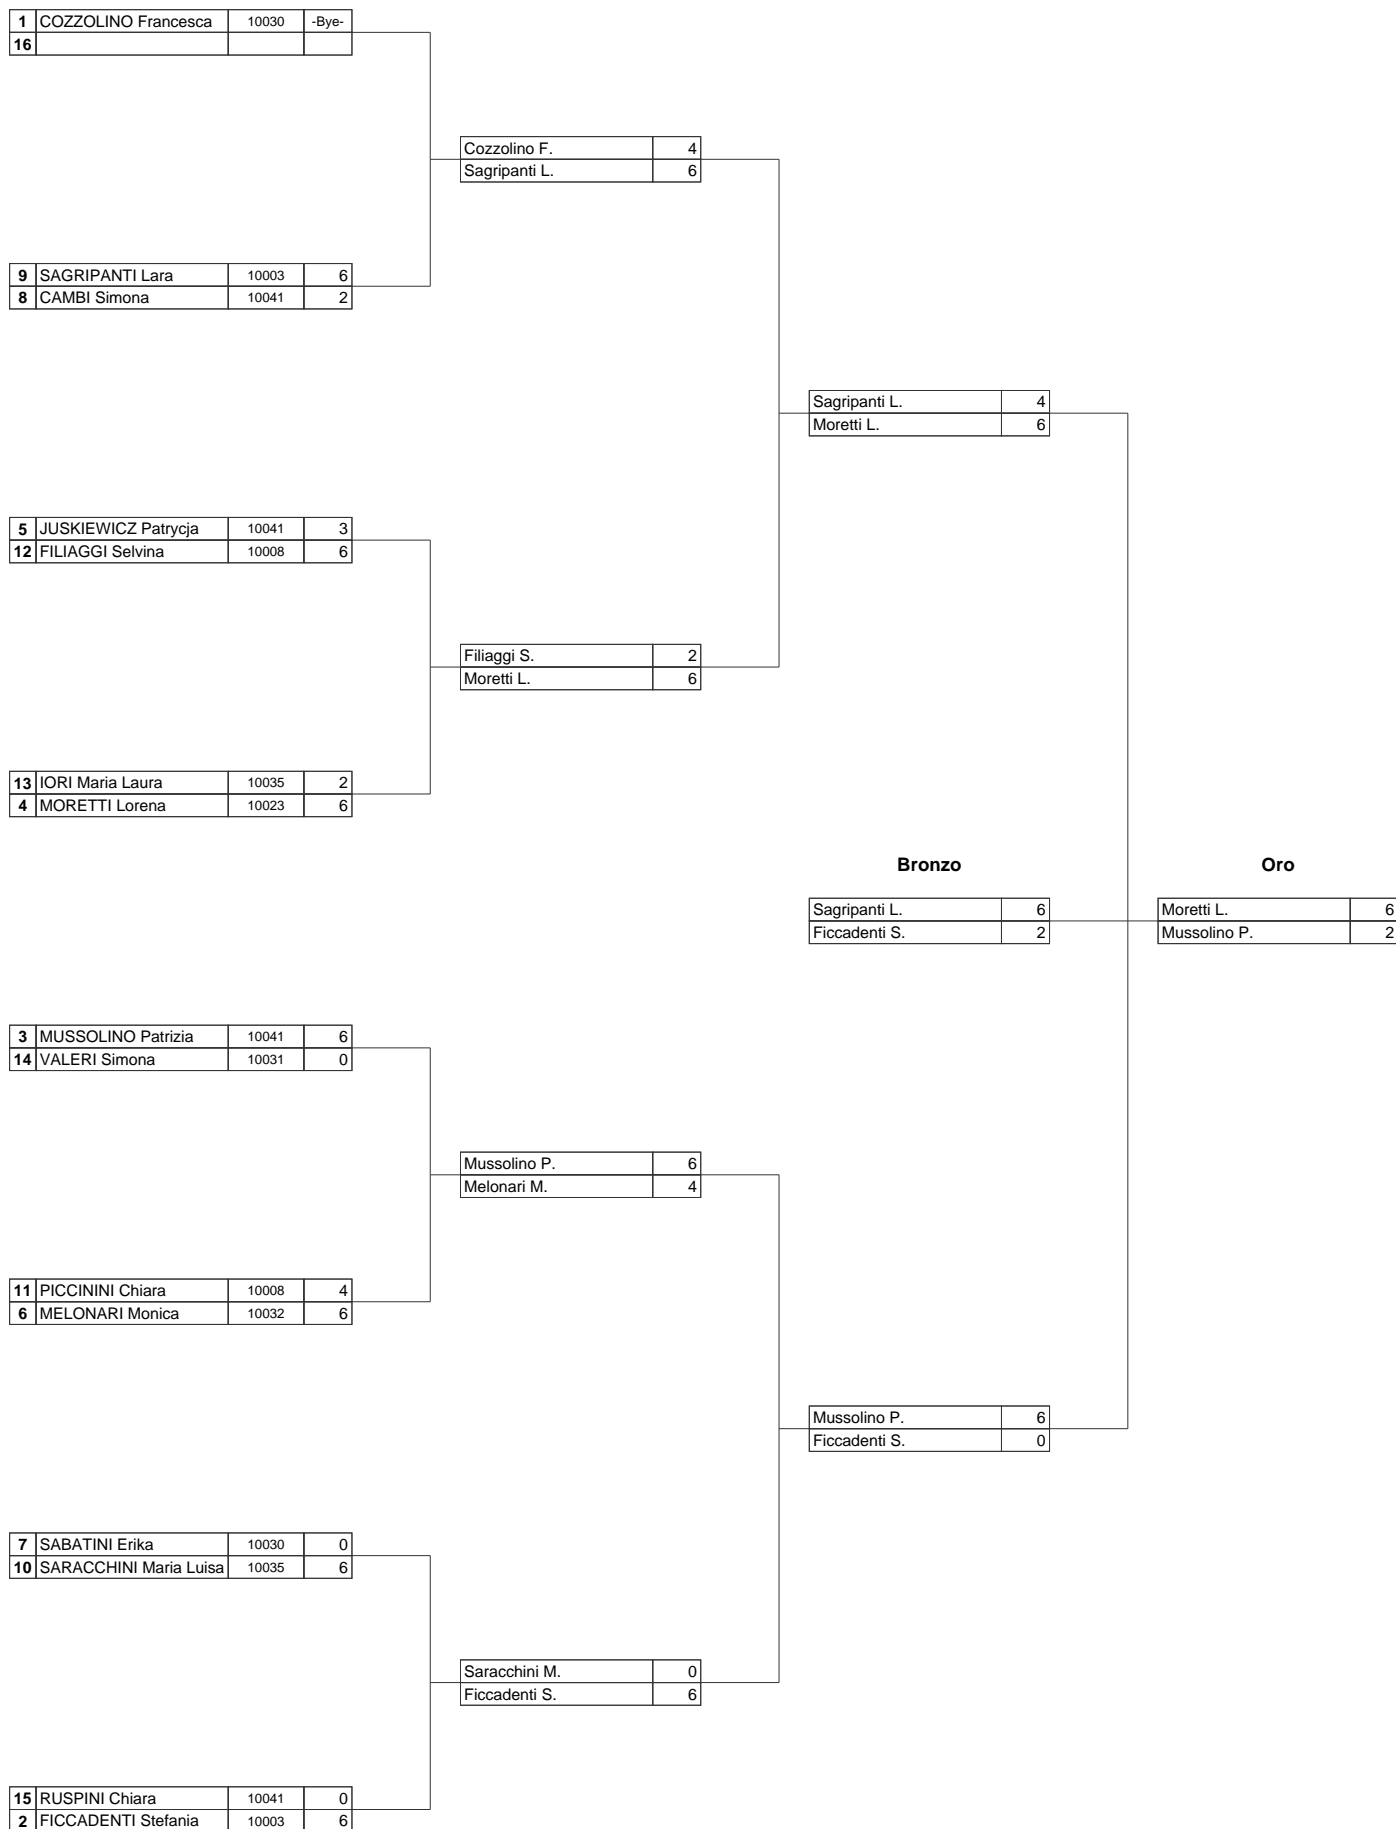 1 COZZOLINO Francesca 10030 -Bye-
16
Cozzolino F. 4
Sagripanti L. 6
9 SAGRIPANTI Lara 10003 6
8 CAMBI Simona 10041 2
Sagripanti L. 4
Moretti L. 6
5 JUSKIEWICZ Patrycja 10041 3
12 FILIAGGI Selvina 10008 6
Filiaggi S. 2
Moretti L. 6
13 IORI Maria Laura 10035 2
4 MORETTI Lorena 10023 6
Bronzo Oro
Sagripanti L. 6 Moretti L. 6
Ficcadenti S. 2 Mussolino P. 2
3 MUSSOLINO Patrizia 10041 6
14 VALERI Simona 10031 0
Mussolino P. 6
Melonari M. 4
11 PICCININI Chiara 10008 4
6 MELONARI Monica 10032 6
Mussolino P. 6
Ficcadenti S. 0
7 SABATINI Erika 10030 0
10 SARACCHINI Maria Luisa 10035 6
Saracchini M. 0
Ficcadenti S. 6
15 RUSPINI Chiara 10041 0
2 FICCADENTI Stefania 10003 6